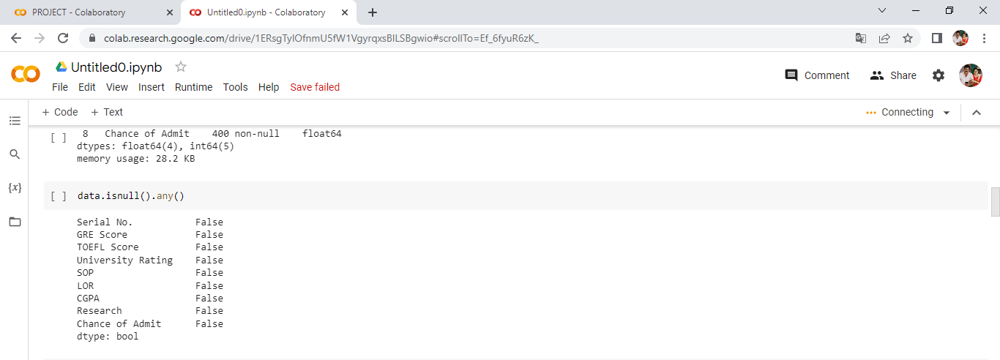 PROJECT - Colaboratory
Untitled0.ipynb - Colaboratory
colab.research.google.com/drive/1ERsgTyIOfnmU5fW1VgyrqxsBILSBgwio#scrollTo=Ef_6fyuR6zK_
Untitled0.ipynb
Comment
Share
File Edit View Insert Runtime Tools Help Save failed
+ Code + Text
Connecting
[ ] 8 Chance of Admit 400 non-null float64
dtypes: float64(4), int64(5)
memory usage: 28.2 KB
{x}
[ ] data.isnull().any()
Serial No. False
GRE Score False
TOEFL Score False
University Rating False
SOP False
LOR False
CGPA False
Research False
Chance of Admit False
dtype: bool